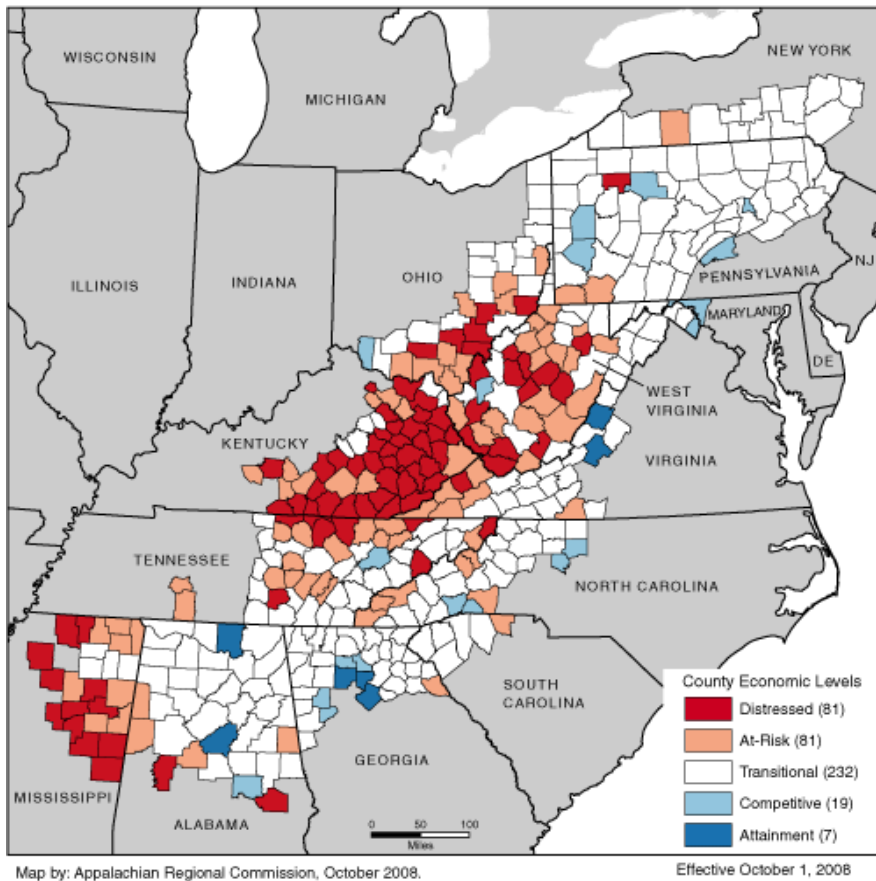 NEW YORK
WISCONSIN
MICHIGAN
ILLINOIS
INDIANA
OHIO
PENNSYLVANIA
NJ
MARYLAND
DE
WEST
VIRGINIA
KENTUCKY
VIRGINIA
TENNESSEE
NORTH CAROLINA
SOUTH
CAROLINA
GEORGIA
MISSISSIPPI
ALABAMA
County Economic Levels
Distressed (81)
At-Risk (81)
Transitional (232)
Competitive (19)
Attainment (7)
0 50 100
Miles
Map by: Appalachian Regional Commission, October 2008.
Effective October 1, 2008